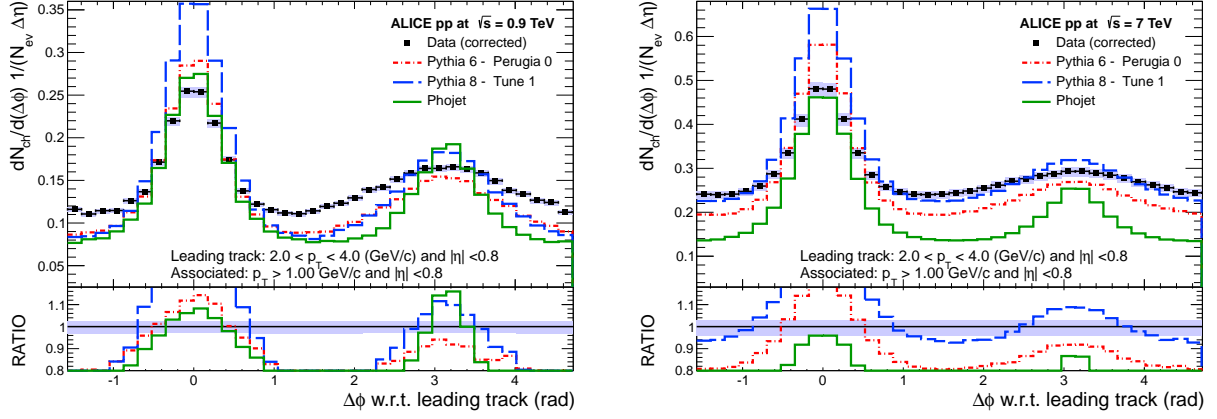 dN_ch/d(Δϕ) 1/(N_ev Δη)
0.35
0.3
0.25
0.2
0.15
0.1
0.05
ALICE pp at √s = 0.9 TeV
Data (corrected)
Pythia 6 - Perugia 0
Pythia 8 - Tune 1
Phojet
Leading track: 2.0 < p_T < 4.0 (GeV/c) and |η| <0.8
Associated: p_T > 1.00 GeV/c and |η| <0.8
RATIO
1.1
1
0.9
0.8
-1 0 1 2 3 4
Δϕ w.r.t. leading track (rad)
dN_ch/d(Δϕ) 1/(N_ev Δη)
0.6
0.5
0.4
0.3
0.2
0.1
ALICE pp at √s = 7 TeV
Data (corrected)
Pythia 6 - Perugia 0
Pythia 8 - Tune 1
Phojet
Leading track: 2.0 < p_T < 4.0 (GeV/c) and |η| <0.8
Associated: p_T > 1.00 GeV/c and |η| <0.8
RATIO
1.1
1
0.9
0.8
-1 0 1 2 3 4
Δϕ w.r.t. leading track (rad)